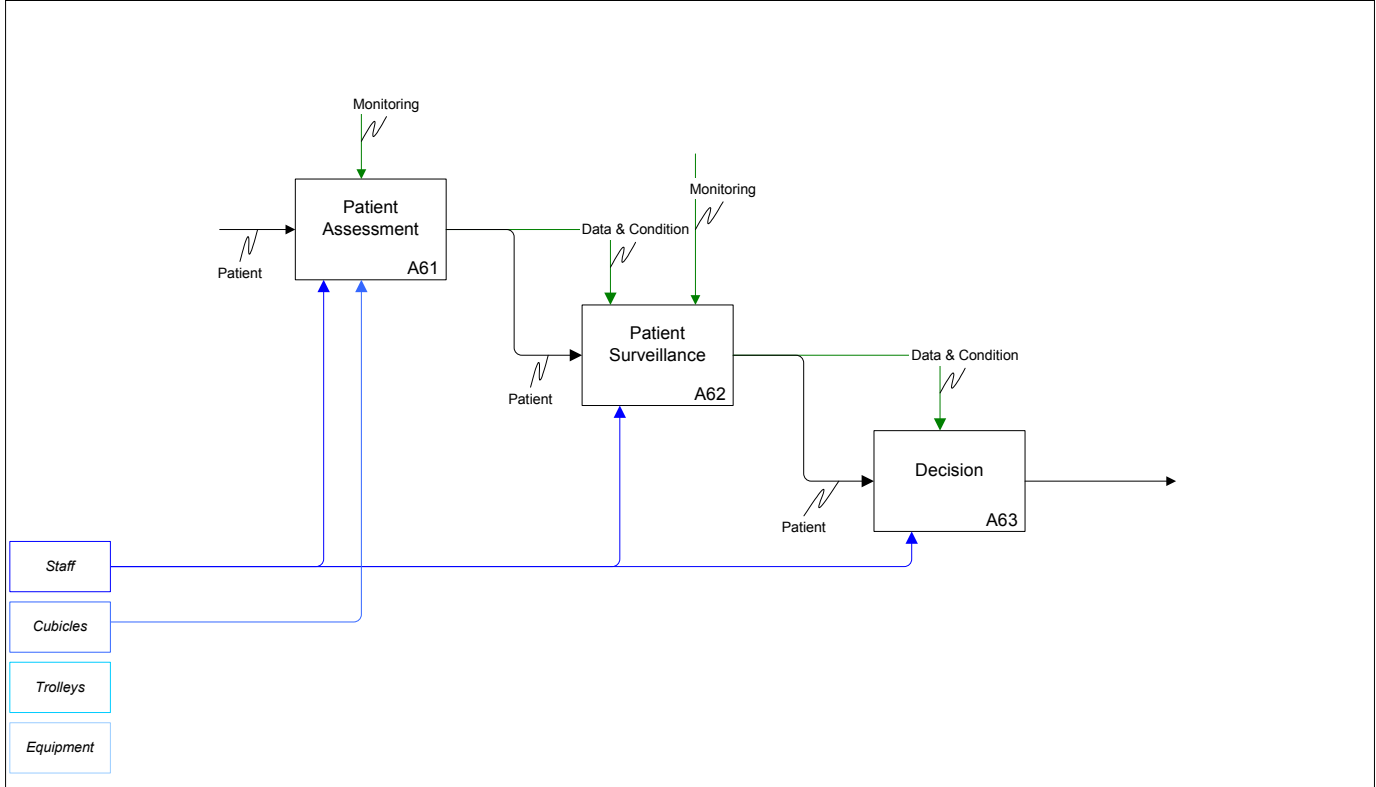 Monitoring
Monitoring
Patient
Assessment
A61
Data & Condition
Patient
Patient
Surveillance
A62
Data & Condition
Patient
Decision
A63
Patient
Staff
Cubicles
Trolleys
Equipment